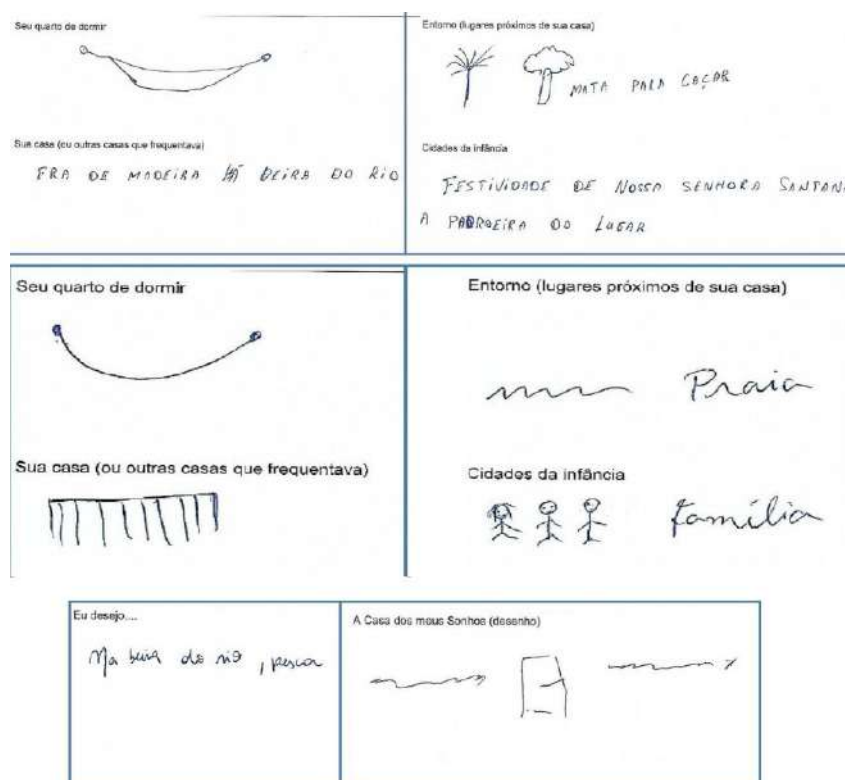 Seu quarto de dormir
Entorno (lugares próximos de sua casa)
MATA PARA CAÇAR
Sua casa (ou outras casas que frequentava)
ERA DE MADEIRA HÁ BEIRA DO RIO
Cidades da infância
FESTIVIDADE DE NOSSA SENHORA SANTANA
A PADROEIRA DO LUGAR
Seu quarto de dormir
Entorno (lugares próximos de sua casa)
Praia
Sua casa (ou outras casas que frequentava)
Cidades da infância
família
Eu desejo....
Na beira do rio, pescar
A Casa dos meus Sonhos (desenho)